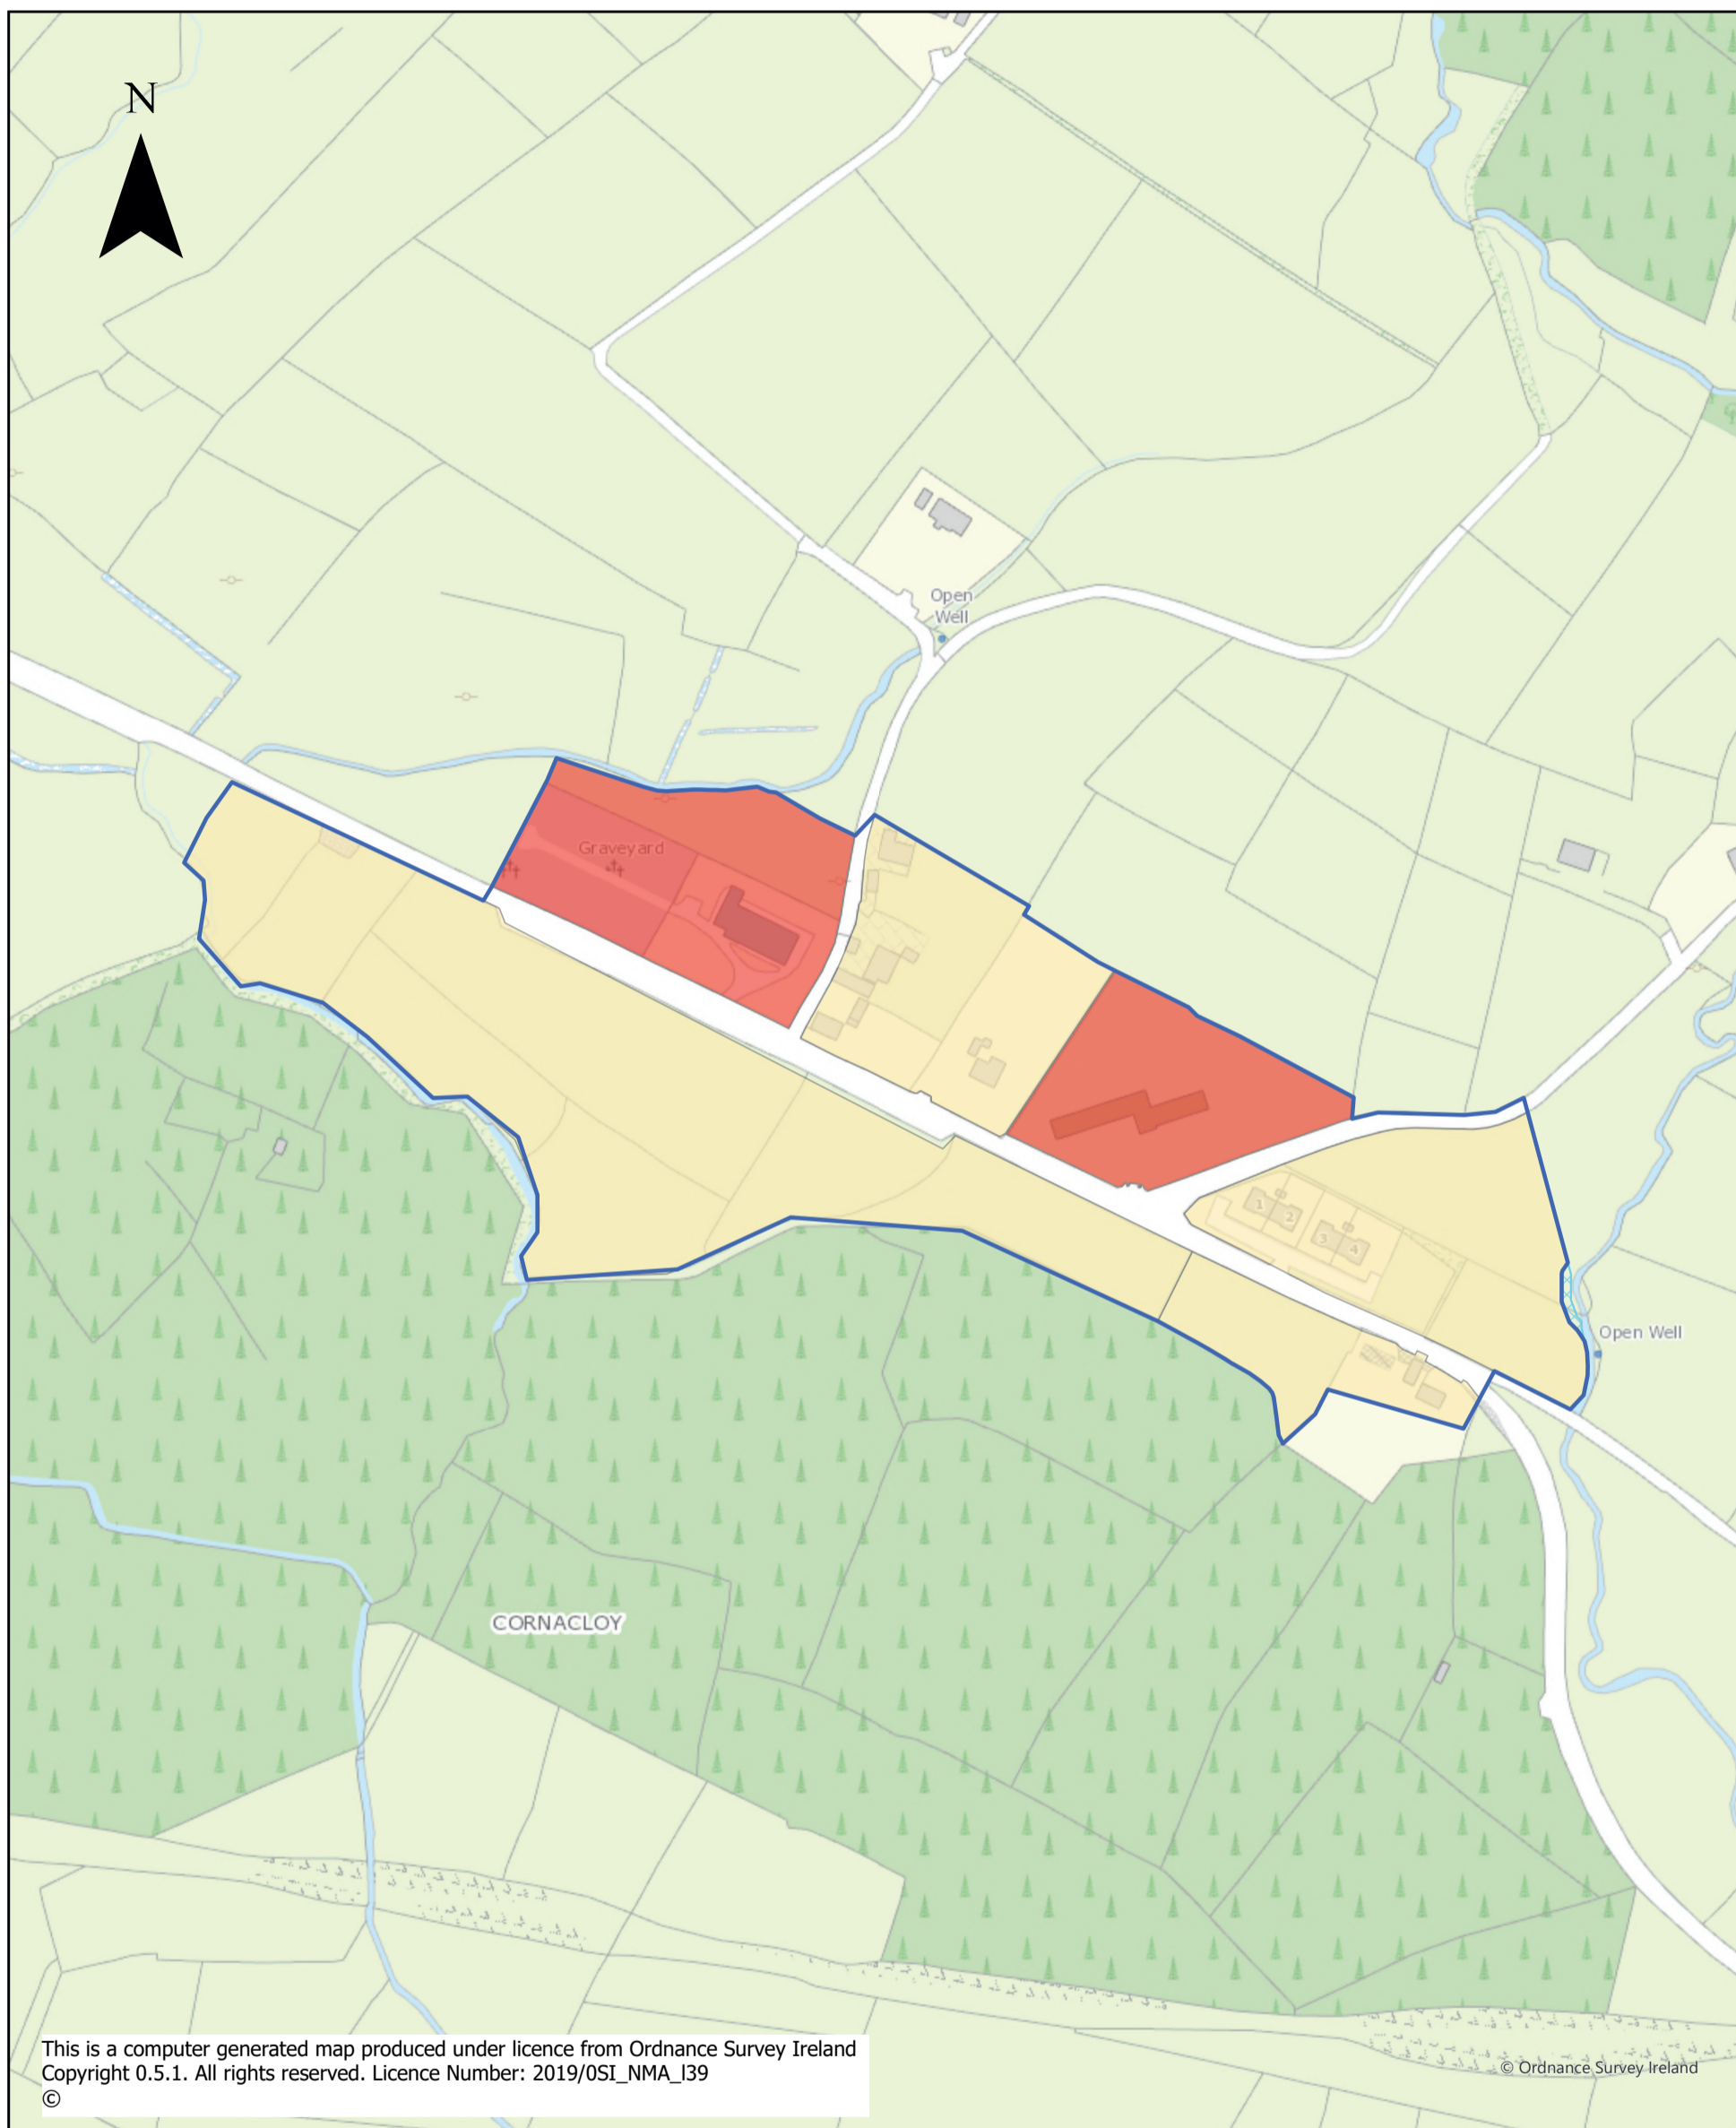 N
Open
Well
Graveyard
1
2
3
4
Open Well
CORNACLOY
This is a computer generated map produced under licence from Ordnance Survey Ireland
Copyright 0.5.1. All rights reserved. Licence Number: 2019/0SI_NMA_l39
©
© Ordnance Survey Ireland